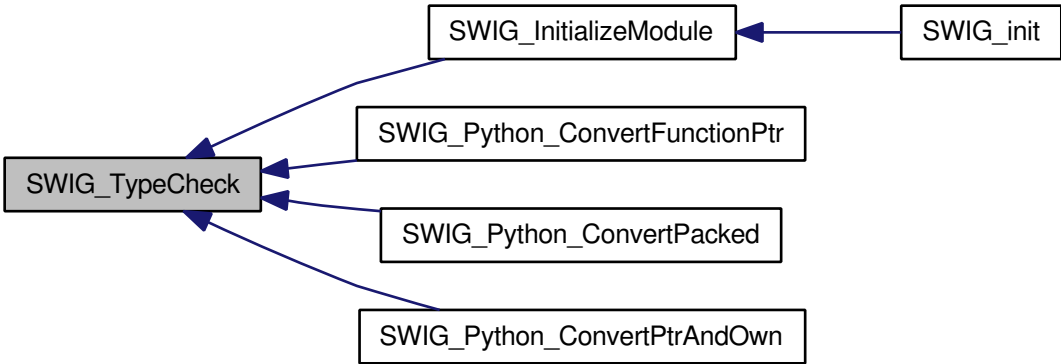 SWIG_InitializeModule
SWIG_init
SWIG_Python_ConvertFunctionPtr
SWIG_TypeCheck
SWIG_Python_ConvertPacked
SWIG_Python_ConvertPtrAndOwn